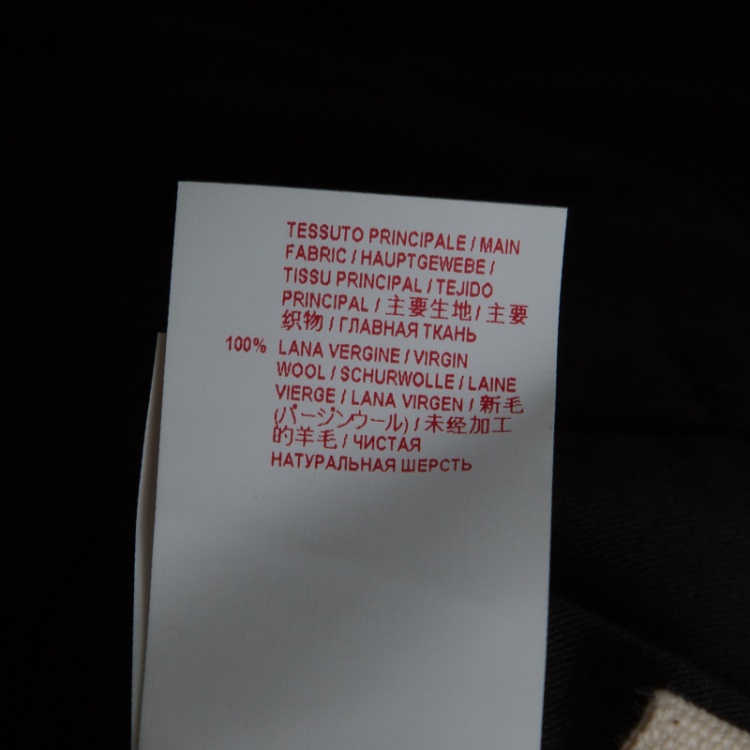 TESSUTO PRINCIPALE / MAIN
FABRIC / HAUPTGEWEBE /
TISSU PRINCIPAL / TEJIDO
PRINCIPAL / 主要生地 / 主要
织物 / ГЛАВНАЯ ТКАНЬ
100% LANA VERGINE / VIRGIN
WOOL / SCHURWOLLE / LAINE
VIERGE / LANA VIRGEN / 新毛
(バージンウール) / 未经加工
的羊毛 / ЧИСТАЯ
НАТУРАЛЬНАЯ ШЕРСТЬ